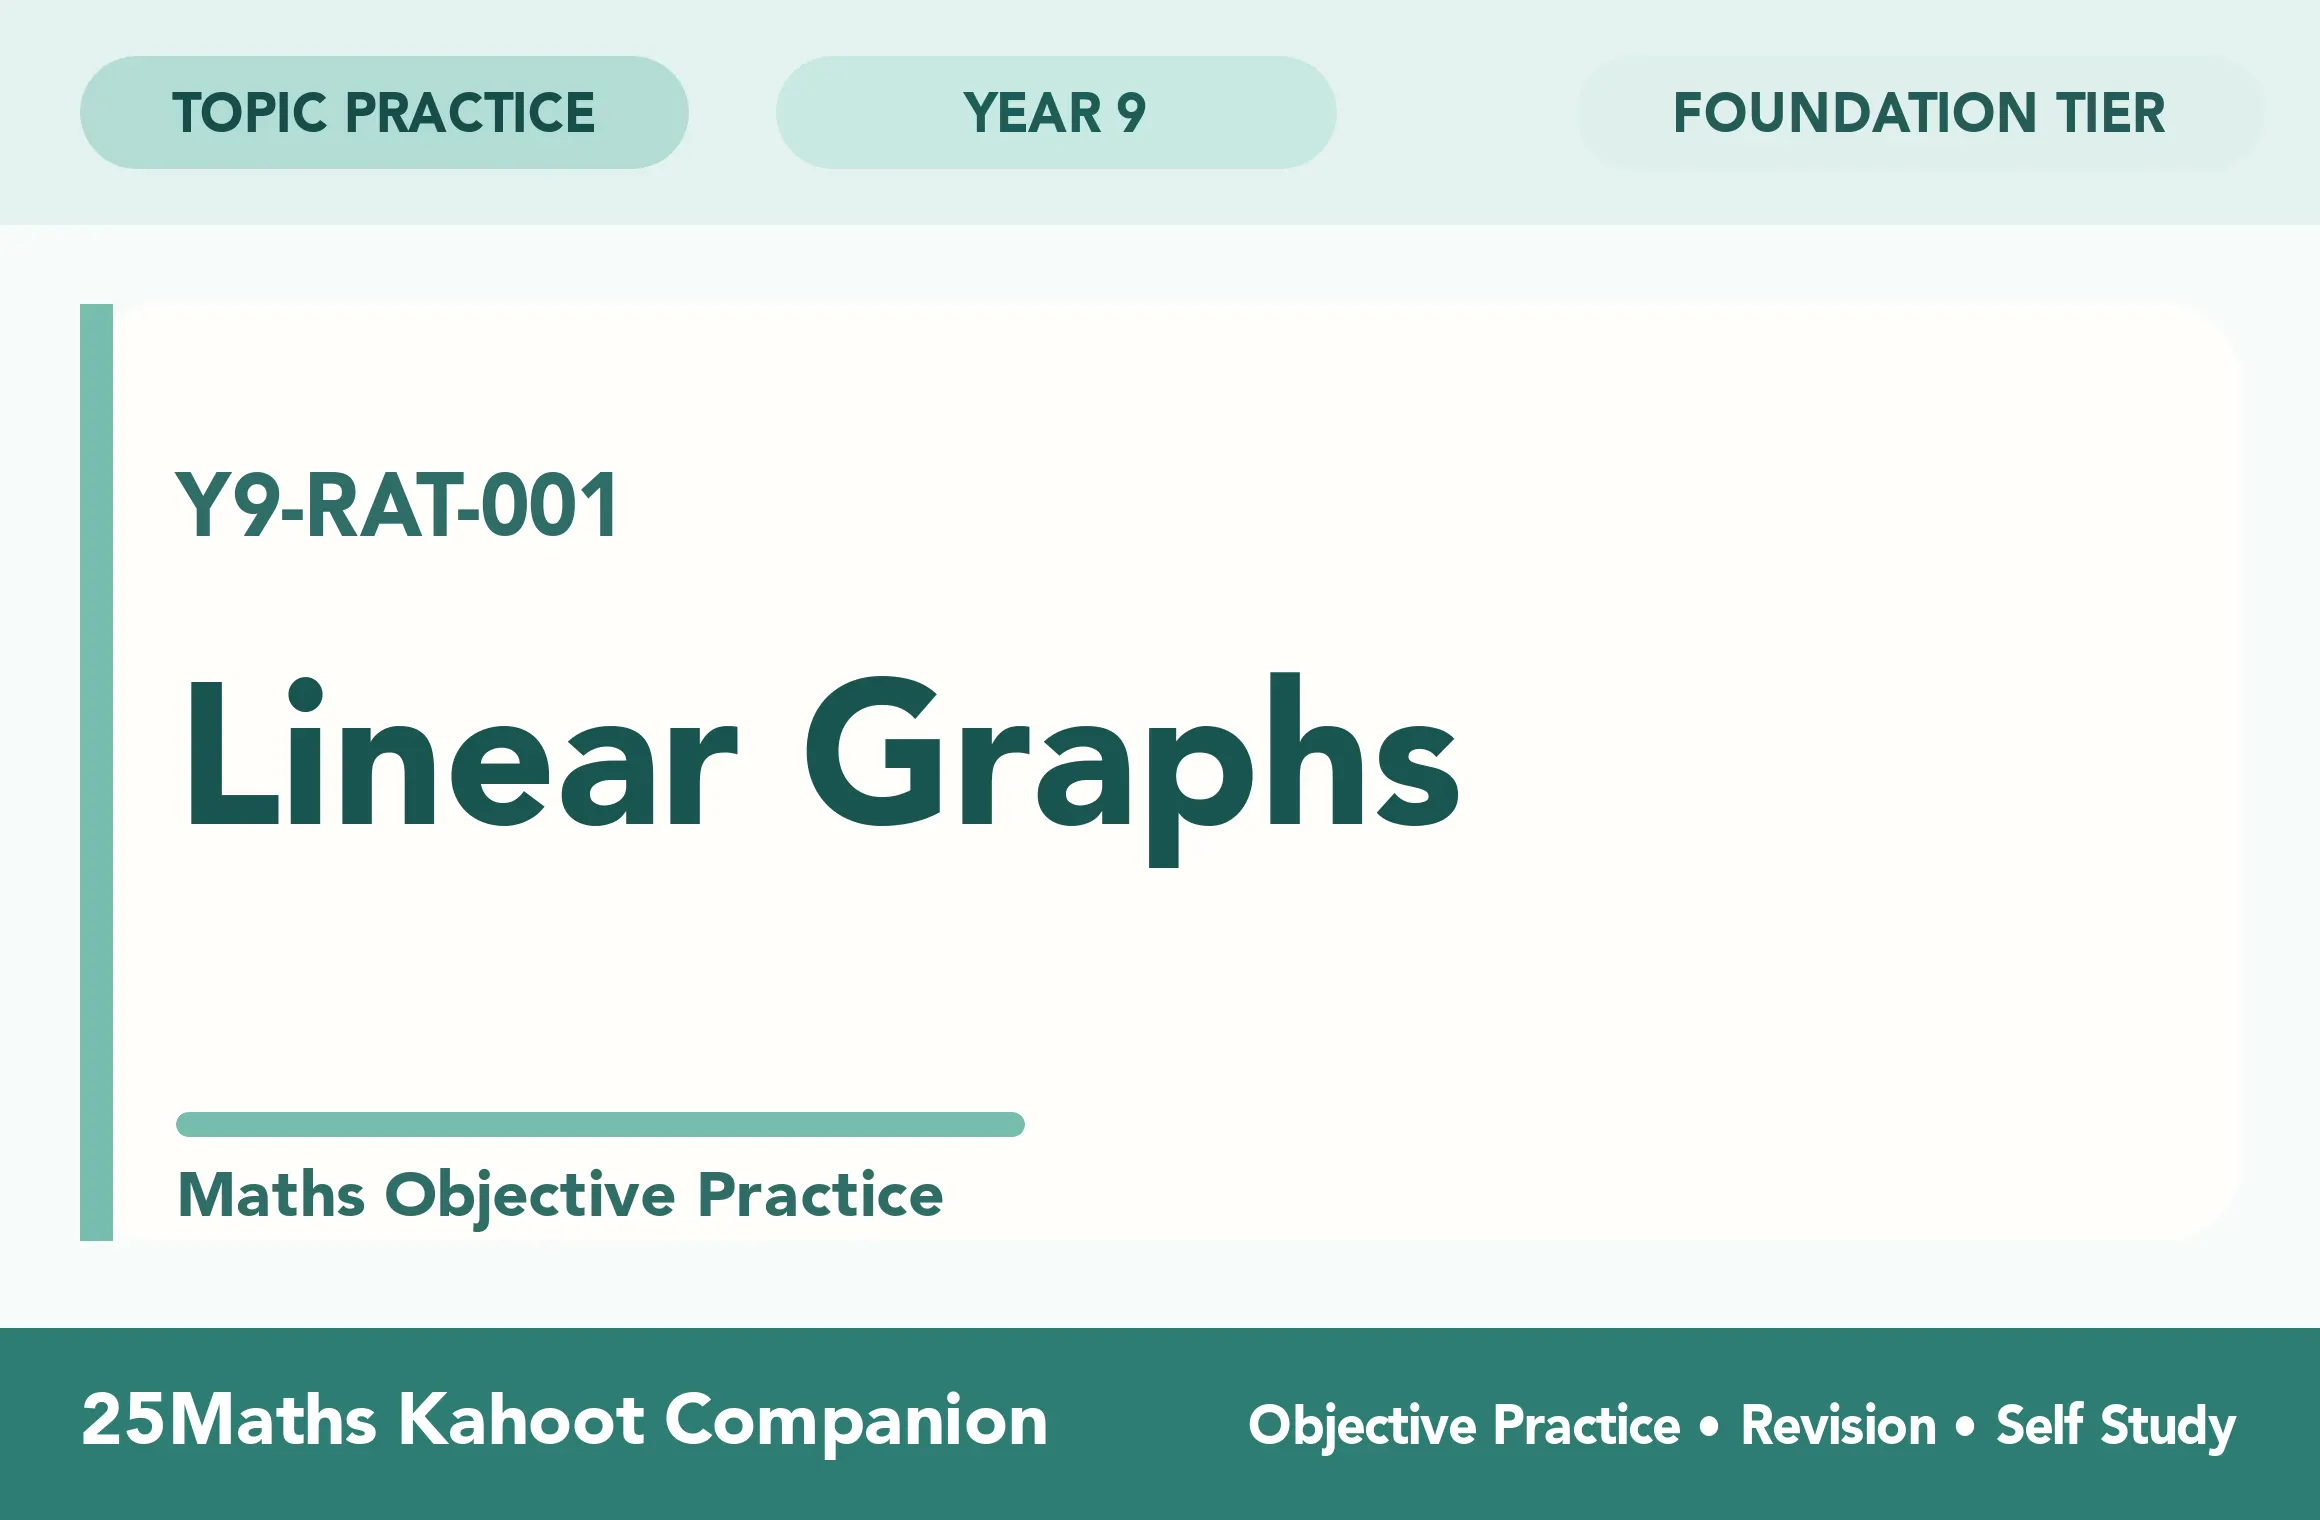 TOPIC PRACTICE
YEAR 9
FOUNDATION TIER
Y9-RAT-001
Linear Graphs
Maths Objective Practice
25Maths Kahoot Companion
Objective Practice • Revision • Self Study